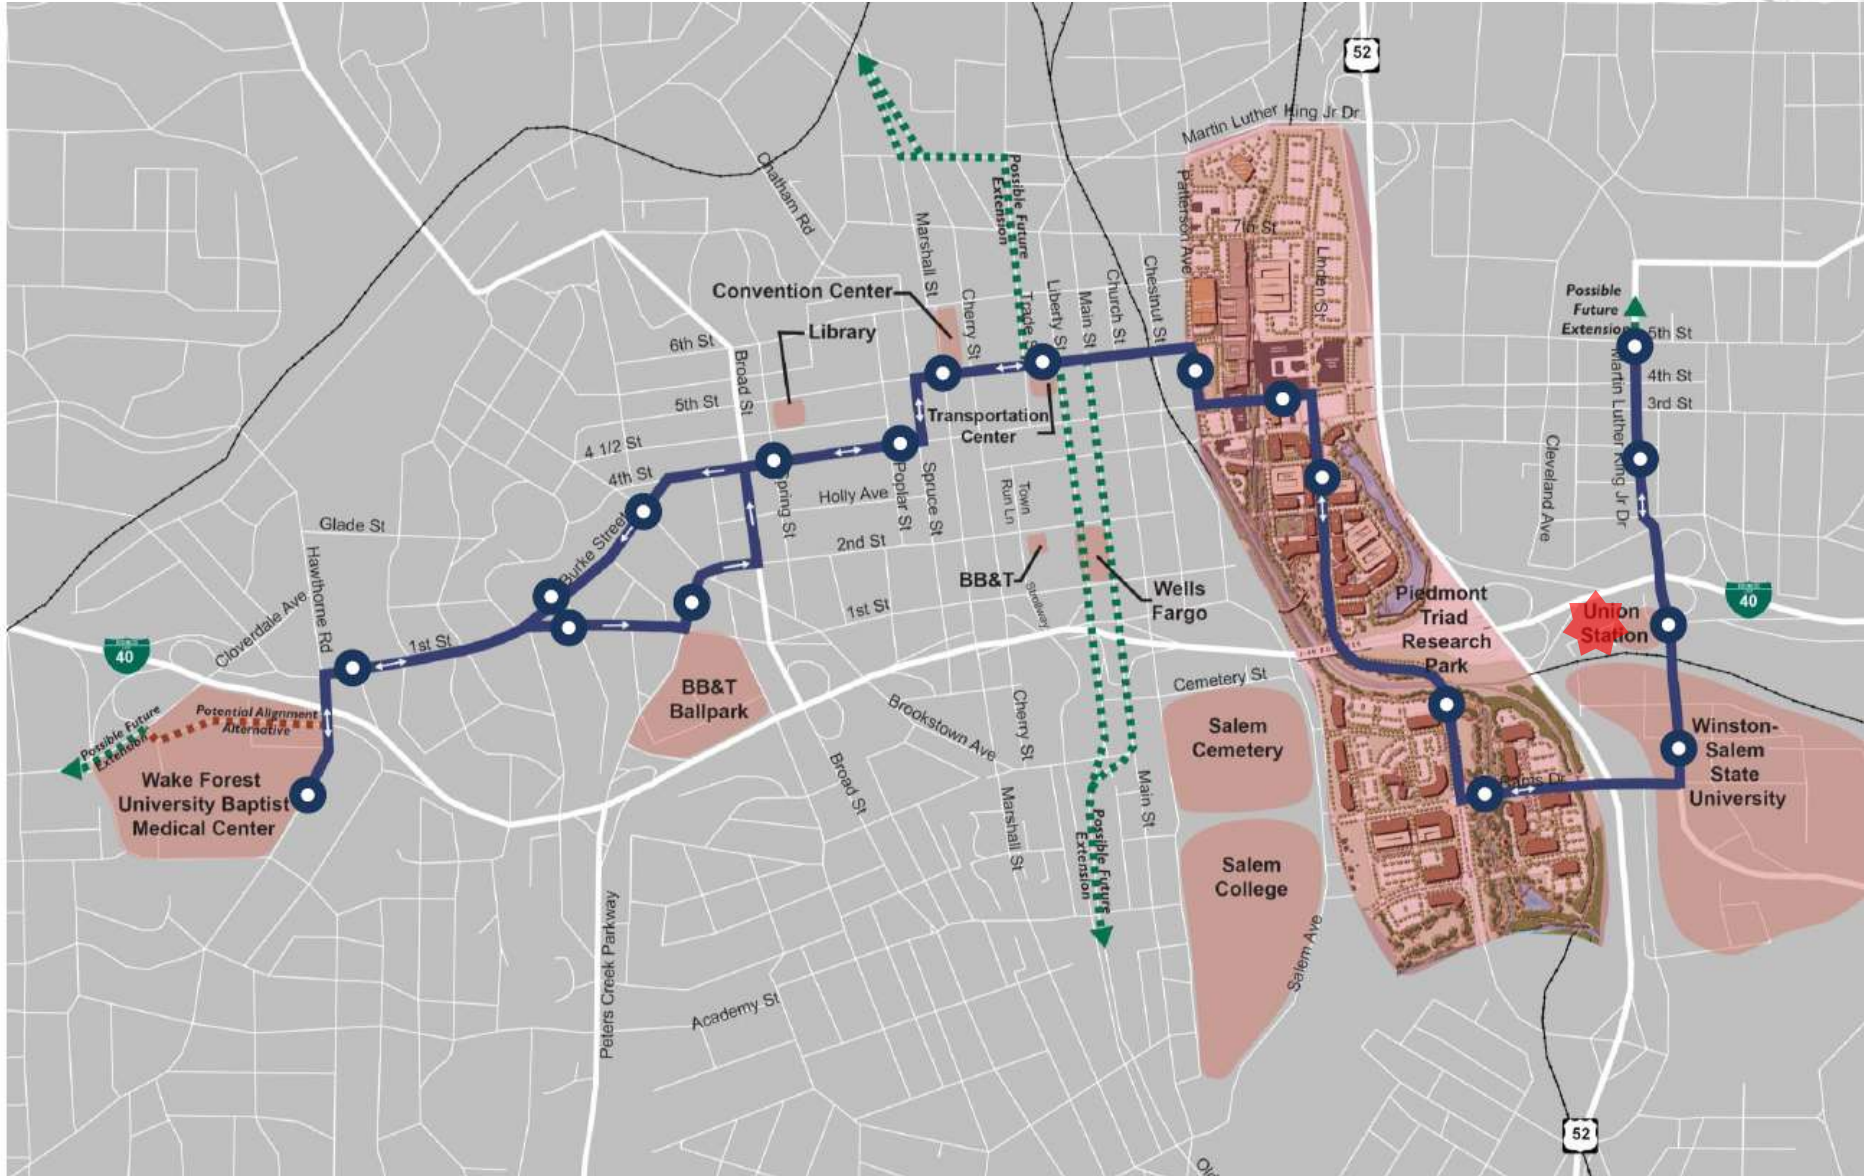 52
Martin Luther King Jr Dr
Chatham Rd
Possible Future
Extension
Patterson Ave
7th St
Linden St
Marshall St
Convention Center
Cherry St
Trade
Liberty St
Main St
Church St
Chestnut St
Possible
Future
Extension
5th St
Library
6th St
Broad St
4th St
3rd St
Martin Luther King Jr Dr
5th St
Transportation
Center
4 1/2 St
4th St
Spring St
Holly Ave
Poplar St
Spruce St
Town
Run Ln
Cleveland Ave
Glade St
Burke Street
2nd St
Hawthorne Rd
BB&T
Strollway
Wells
Fargo
1st St
Piedmont
Triad
Research
Park
Union
Station
40
Cloverdale Ave
40
1st St
BB&T
Ballpark
Cemetery St
Brookstown Ave
Cherry St
Salem
Cemetery
Potential Alignment
Alternative
Possible Future
Extension
Wake Forest
University Baptist
Medical Center
Broad St
Marshall St
Main St
Winston-
Salem
State
University
Possible Future
Extension
Salem
College
Peters Creek Parkway
Academy St
Salem Ave
52